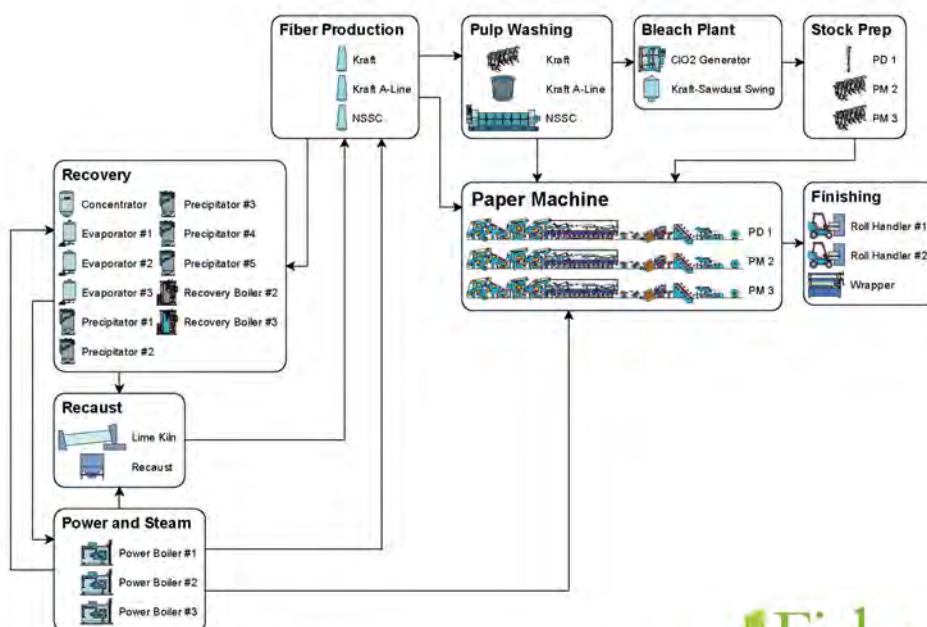 Fiber Production
Kraft
Kraft A-Line
NSSC
Pulp Washing
Kraft
Kraft A-Line
NSSC
Bleach Plant
ClO2 Generator
Kraft-Sawdust Swing
Stock Prep
PD 1
PM 2
PM 3
Recovery
Concentrator
Evaporator #1
Evaporator #2
Evaporator #3
Precipitator #1
Precipitator #2
Precipitator #3
Precipitator #4
Precipitator #5
Recovery Boiler #2
Recovery Boiler #3
Paper Machine
PD 1
PM 2
PM 3
Finishing
Roll Handler #1
Roll Handler #2
Wrapper
Recaust
Lime Kiln
Recaust
Power and Steam
Power Boiler #1
Power Boiler #2
Power Boiler #3